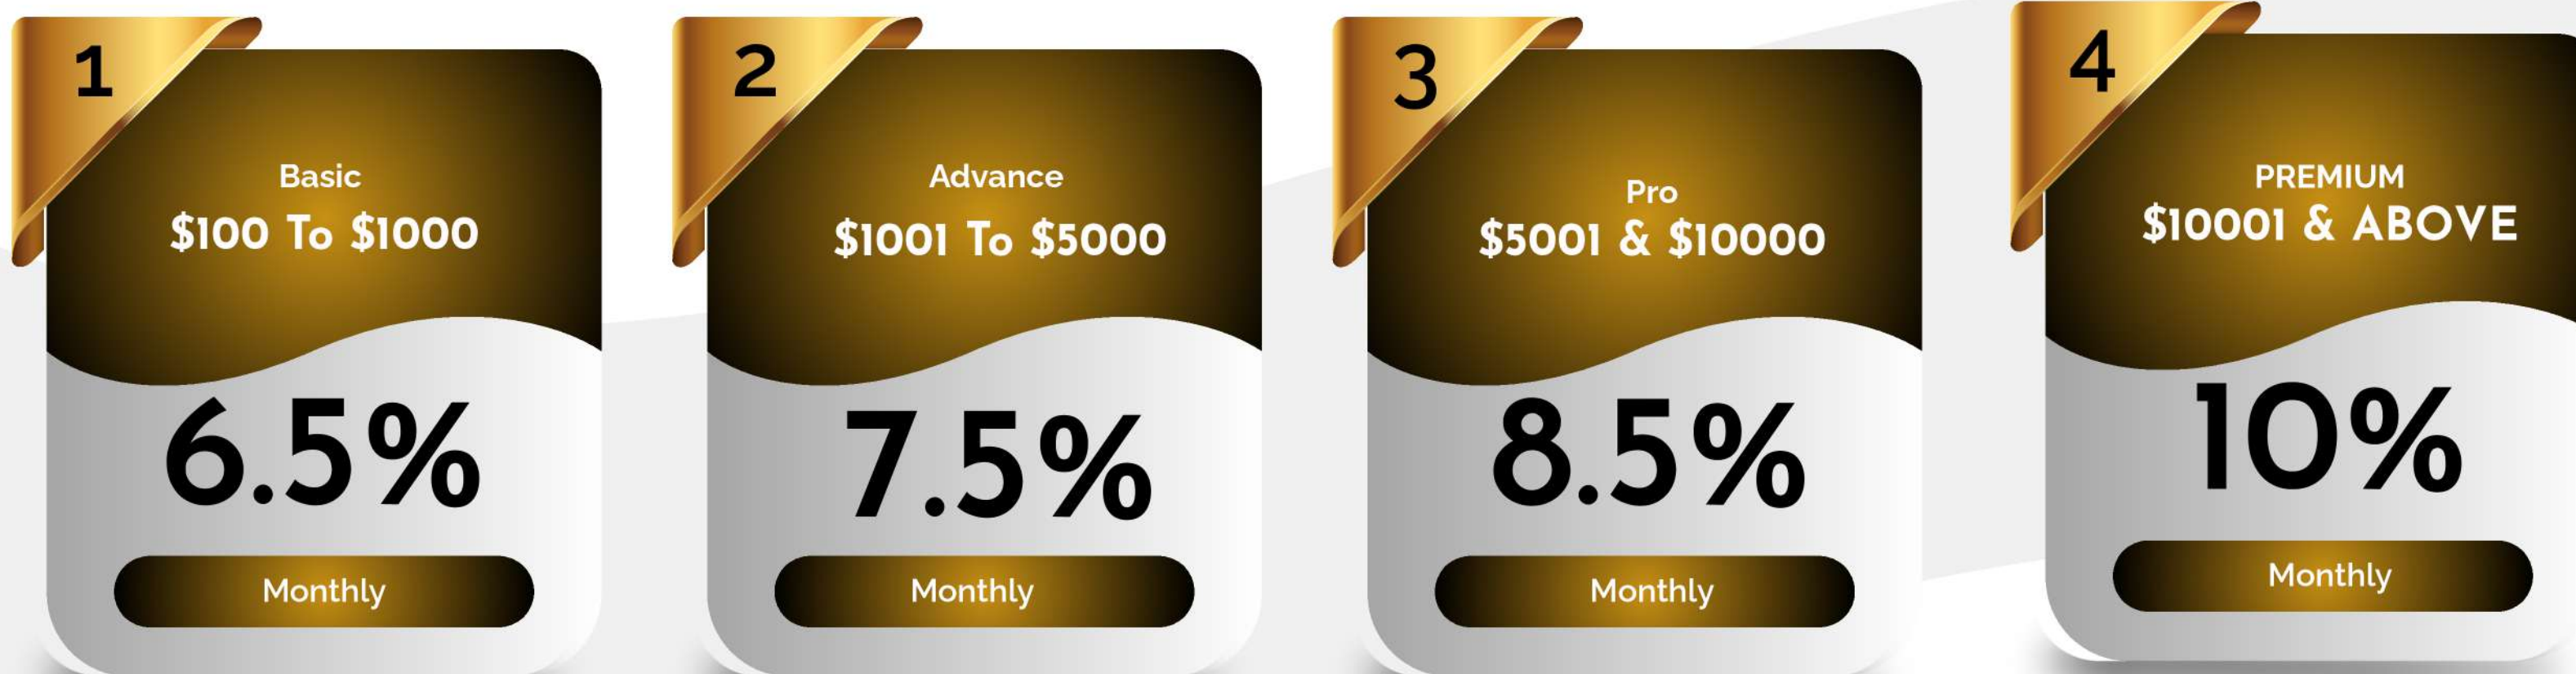 1
Basic
$100 To $1000
6.5%
Monthly
2
Advance
$1001 To $5000
7.5%
Monthly
3
Pro
$5001 & $10000
8.5%
Monthly
4
PREMIUM
$10001 & ABOVE
10%
Monthly